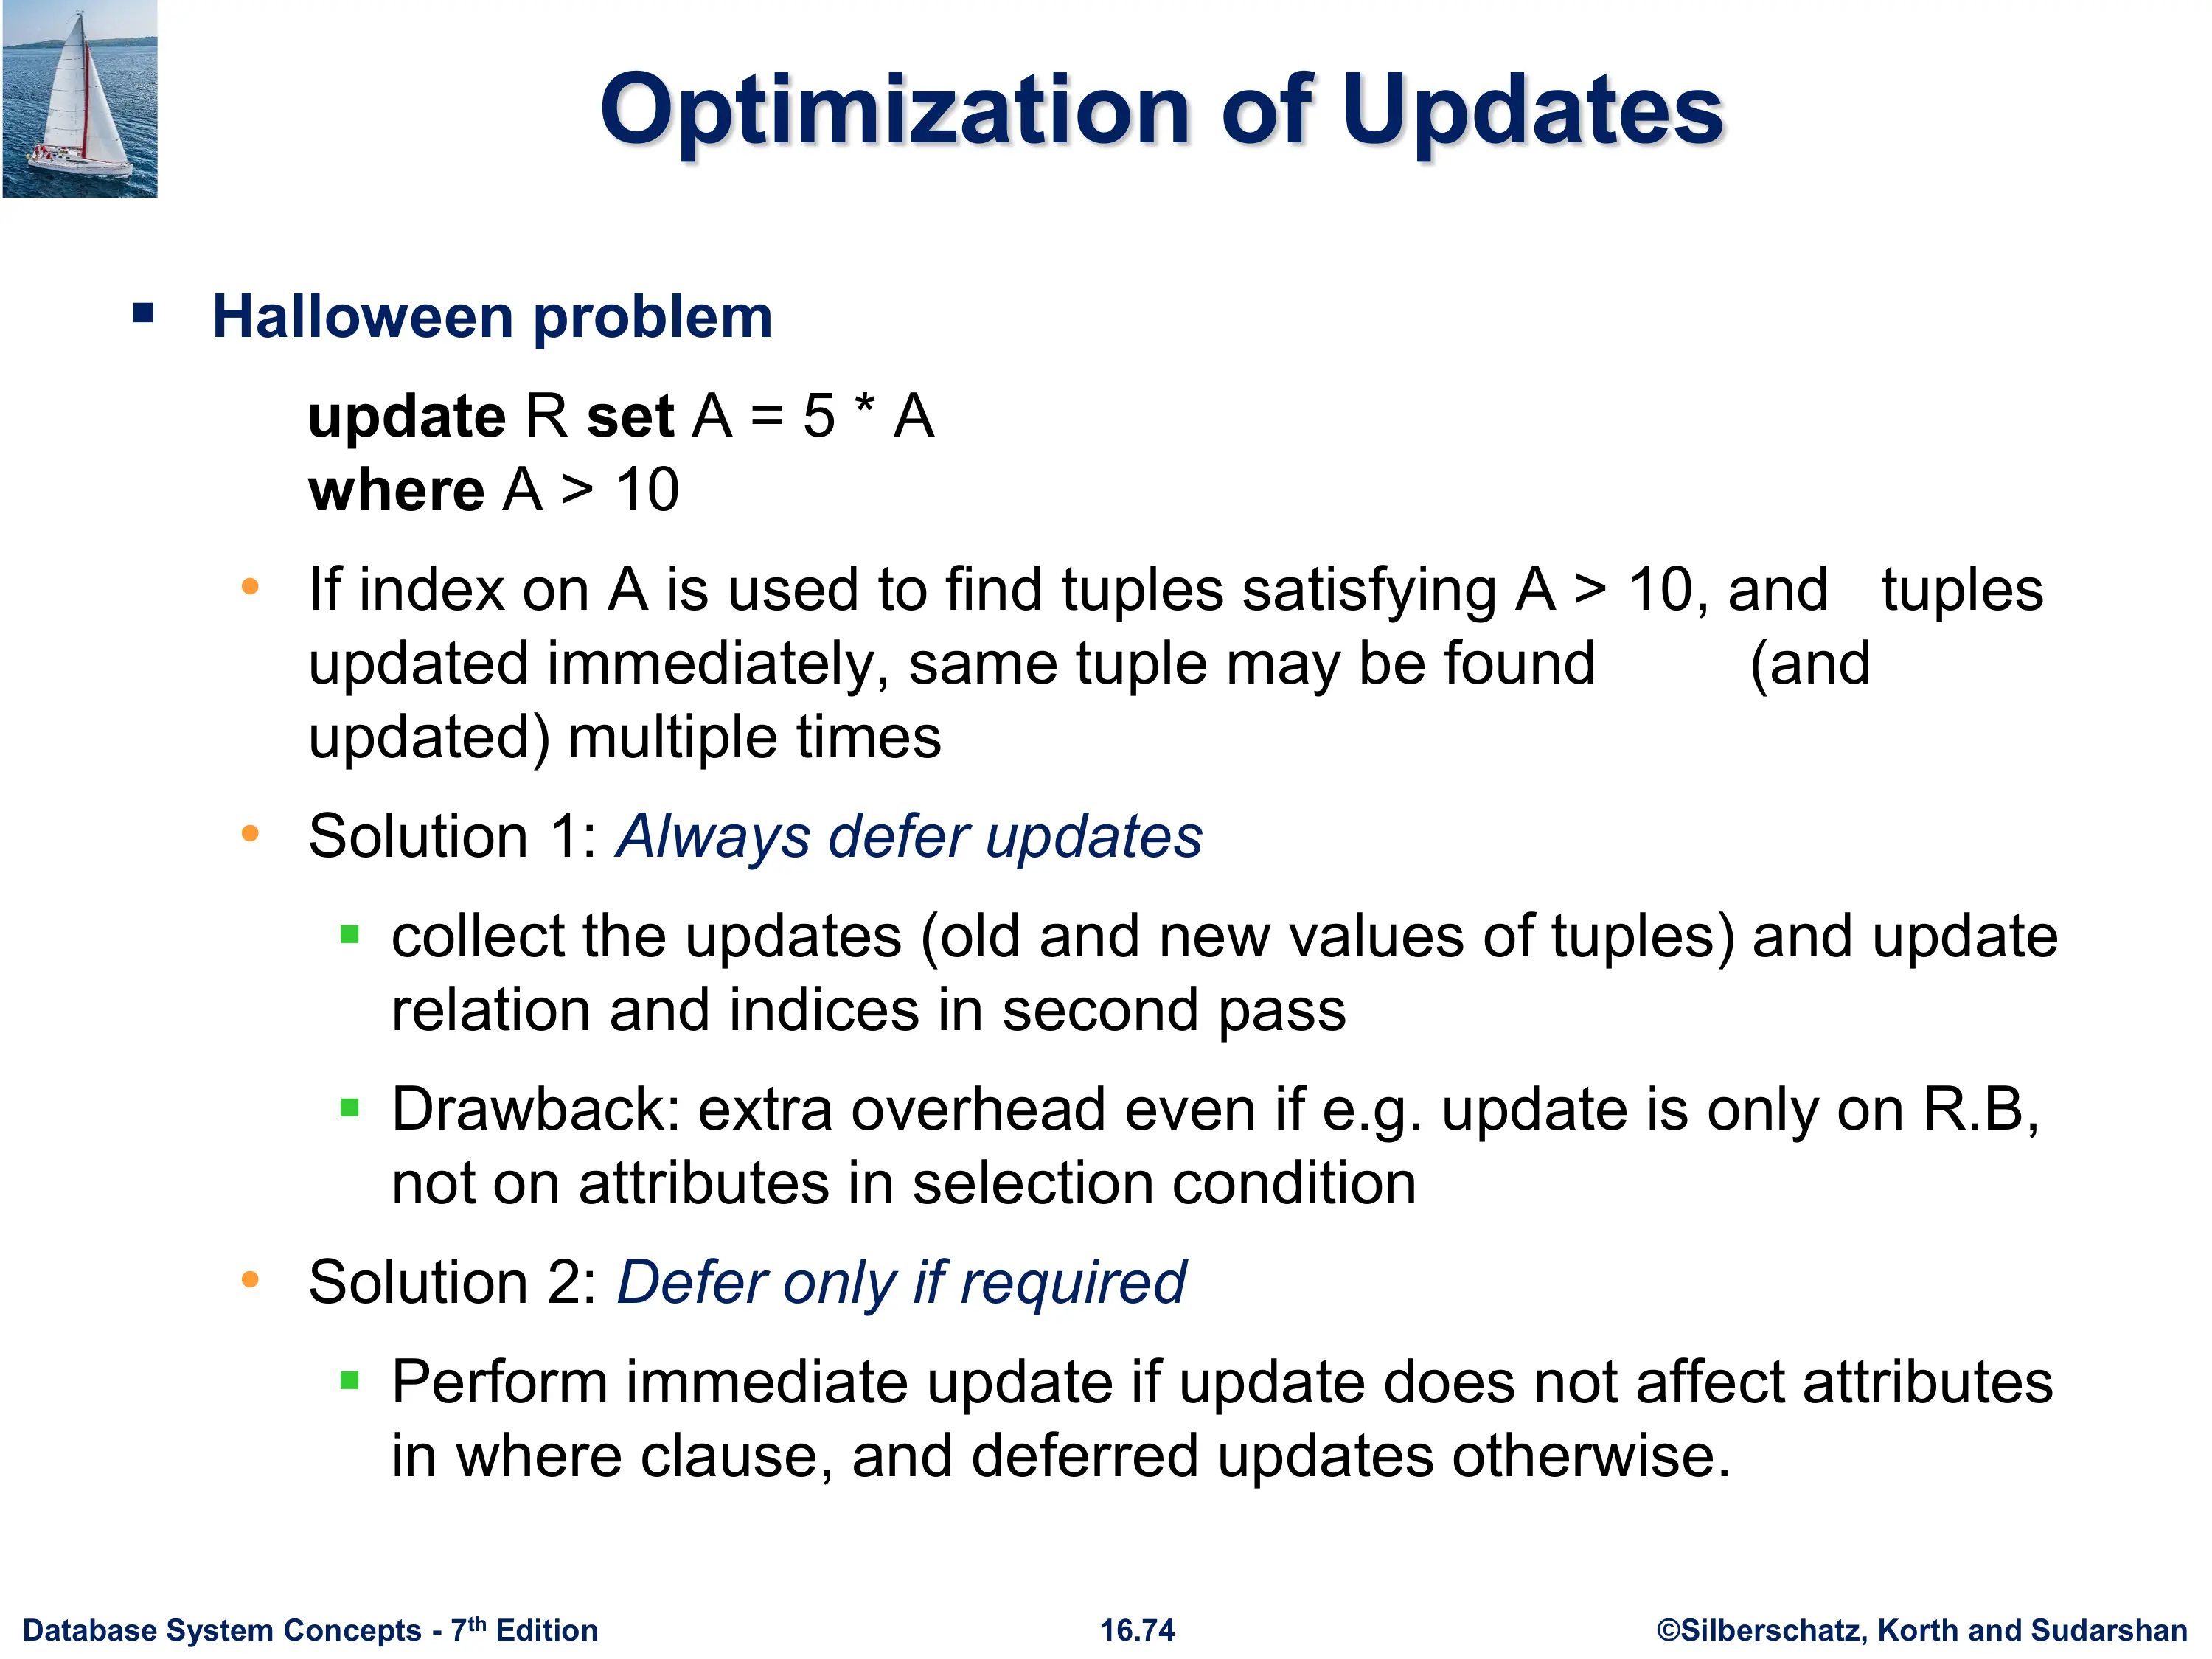 Optimization of Updates
▪ Halloween problem
update R set A = 5 * A
where A > 10
• If index on A is used to find tuples satisfying A > 10, and tuples
updated immediately, same tuple may be found (and
updated) multiple times
• Solution 1: Always defer updates
▪ collect the updates (old and new values of tuples) and update
relation and indices in second pass
▪ Drawback: extra overhead even if e.g. update is only on R.B,
not on attributes in selection condition
• Solution 2: Defer only if required
▪ Perform immediate update if update does not affect attributes
in where clause, and deferred updates otherwise.
Database System Concepts - 7th Edition 16.74 ©Silberschatz, Korth and Sudarshan